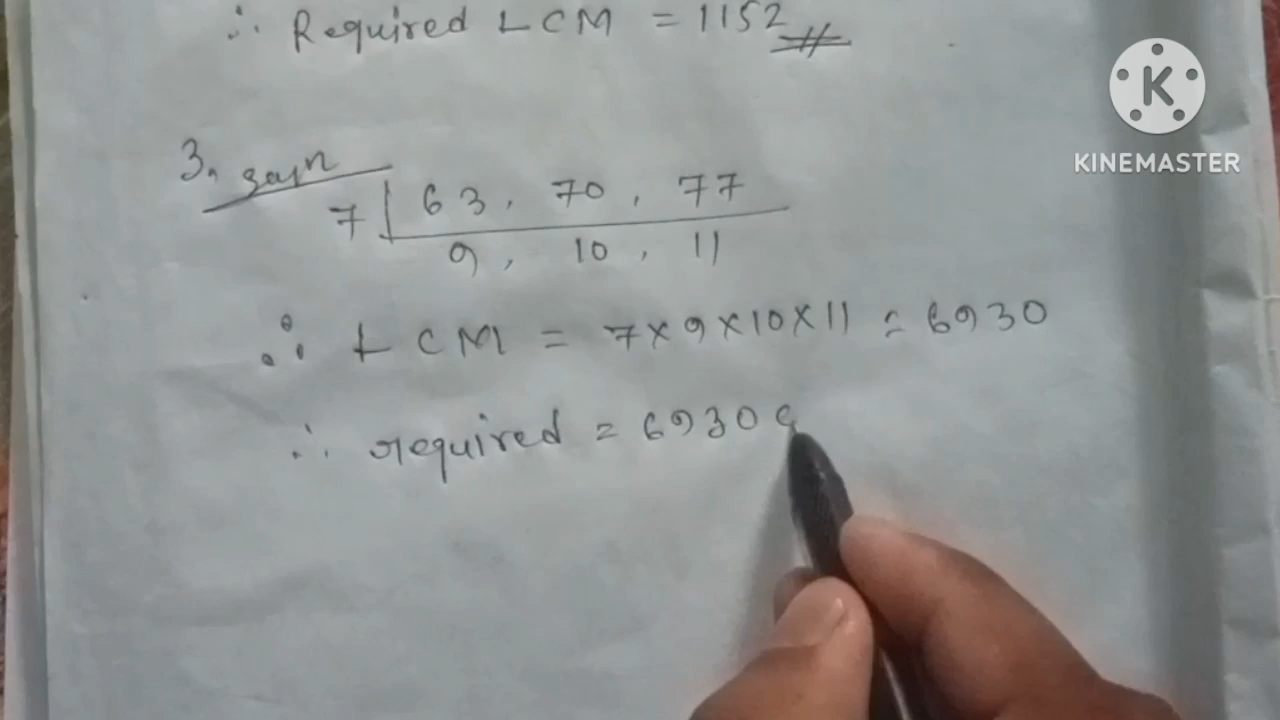 ∴ Required LCM = 1152
K
KINEMASTER
3.
7 | 63, 70, 77
9, 10, 11
∴ LCM = 7×9×10×11 = 6930
∴ required = 6930 c